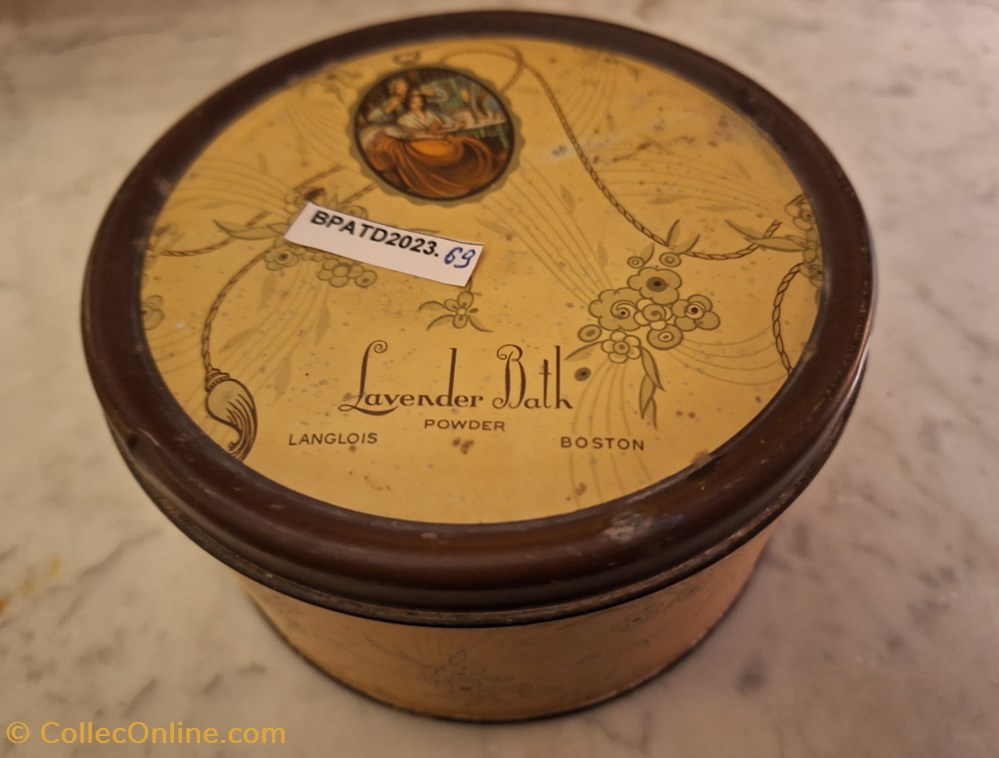 BPATD2023.69
Lavender Bath
POWDER
LANGLOIS BOSTON
© CollecOnline.com